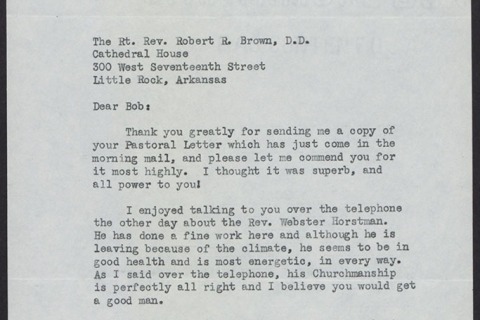 The Rt. Rev. Robert R. Brown, D.D.
Cathedral House
300 West Seventeenth Street
Little Rock, Arkansas
Dear Bob:
Thank you greatly for sending me a copy of
your Pastoral Letter which has just come in the
morning mail, and please let me commend you for
it most highly. I thought it was superb, and
all power to you!
I enjoyed talking to you over the telephone
the other day about the Rev. Webster Horstman.
He has done a fine work here and although he is
leaving because of the climate, he seems to be in
good health and is most energetic, in every way.
As I said over the telephone, his Churchmanship
is perfectly all right and I believe you would get
a good man.